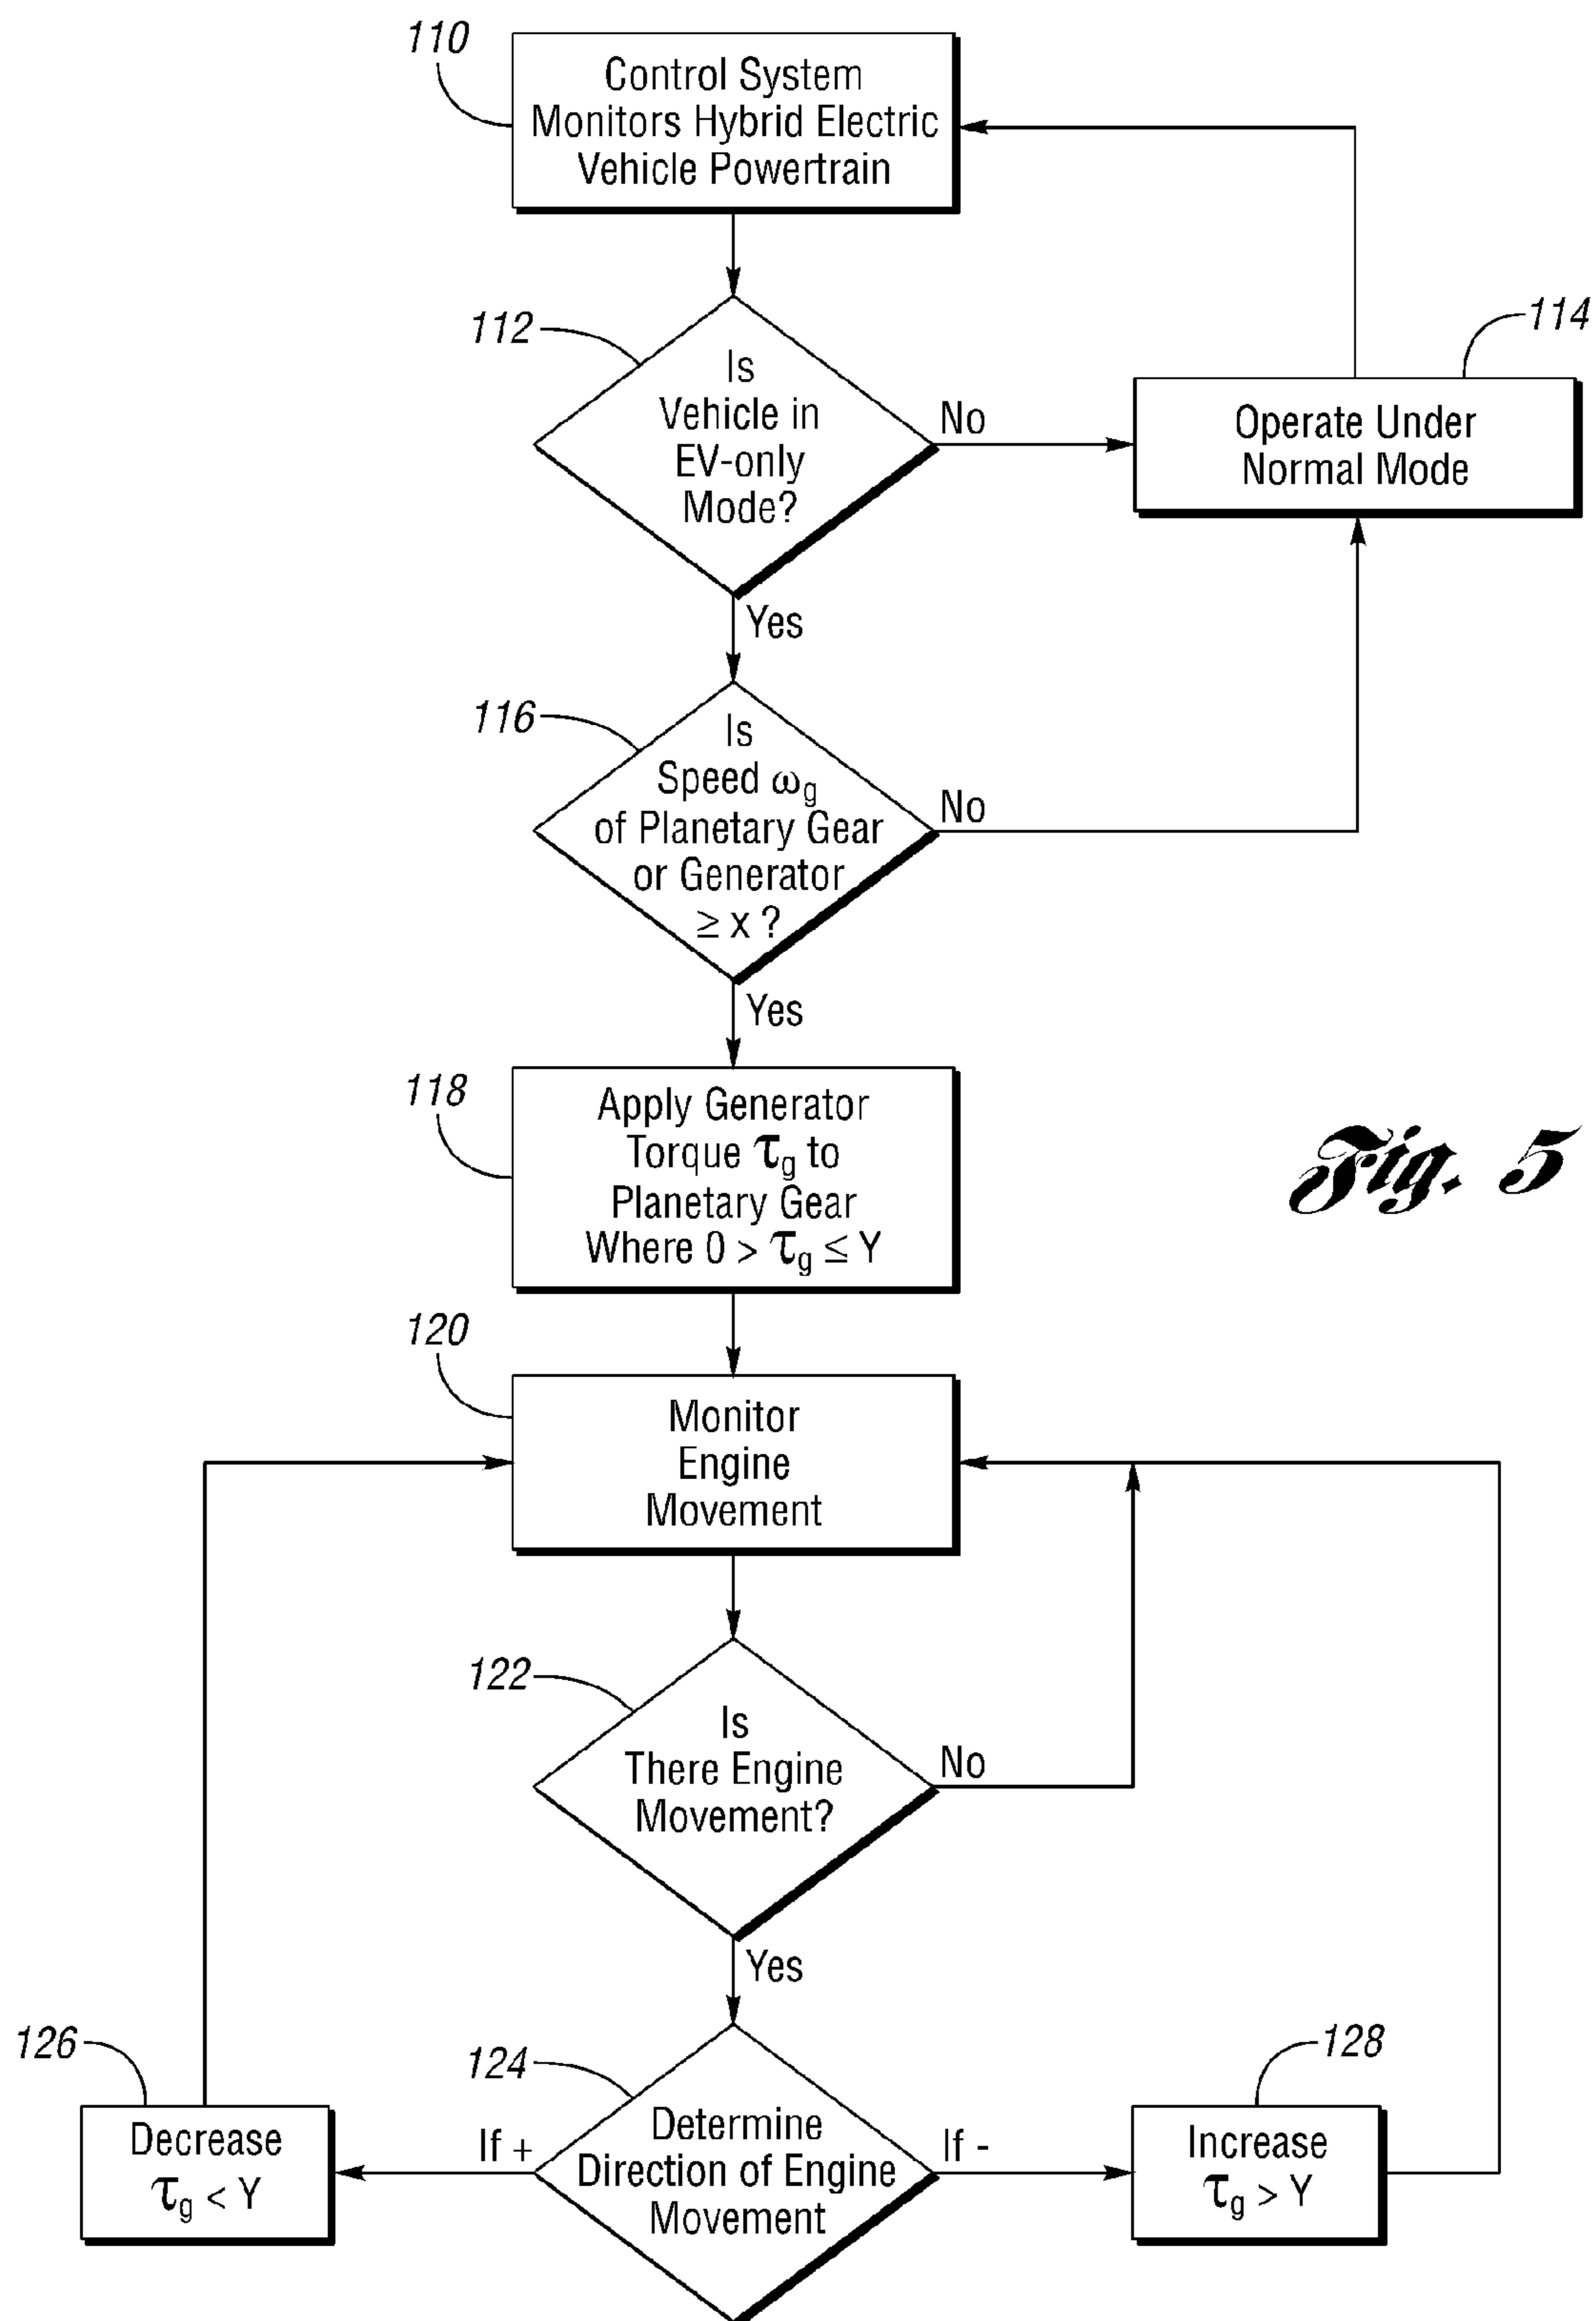 110
Control System
Monitors Hybrid Electric
Vehicle Powertrain
112
Is
Vehicle in
EV-only
Mode?
No
114
Operate Under
Normal Mode
Yes
116
Is
Speed ωg
of Planetary Gear
or Generator
≥ x ?
No
Yes
118
Apply Generator
Torque τg to
Planetary Gear
Where 0 > τg ≤ Y
Fig. 5
120
Monitor
Engine
Movement
122
Is
There Engine
Movement?
No
Yes
124
Determine
Direction of Engine
Movement
If +
126
Decrease
τg < Y
If -
128
Increase
τg > Y